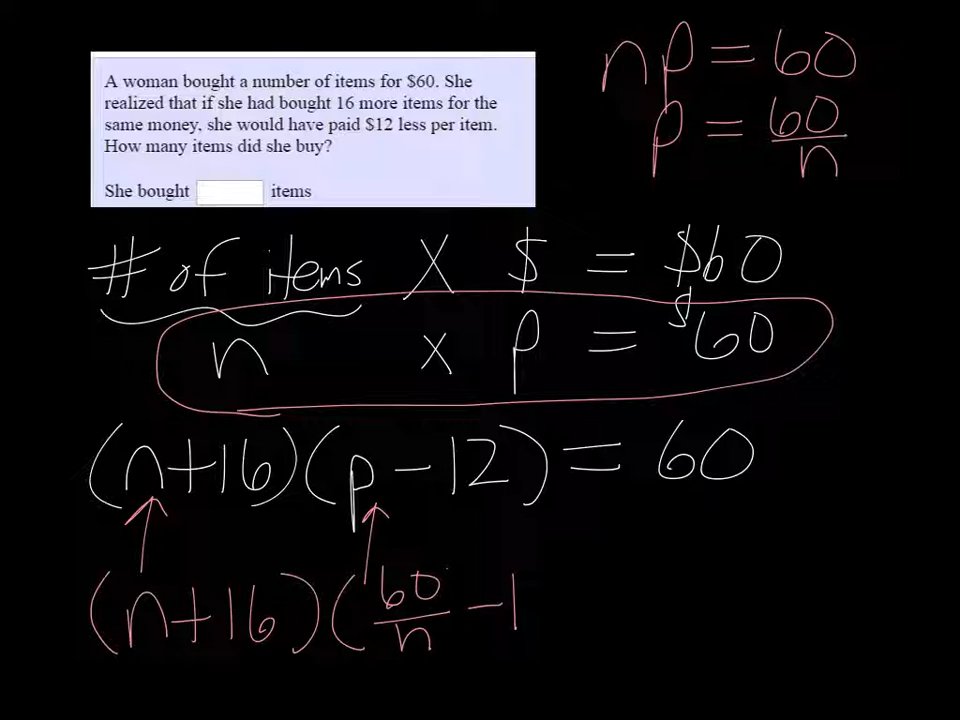 A woman bought a number of items for $60. She
realized that if she had bought 16 more items for the
same money, she would have paid $12 less per item.
How many items did she buy?
She bought items
np = 60
p = 60/n
# of items X $ = $60
n x p = $60
(n+16)(p-12) = 60
(n+16)(60/n - 1